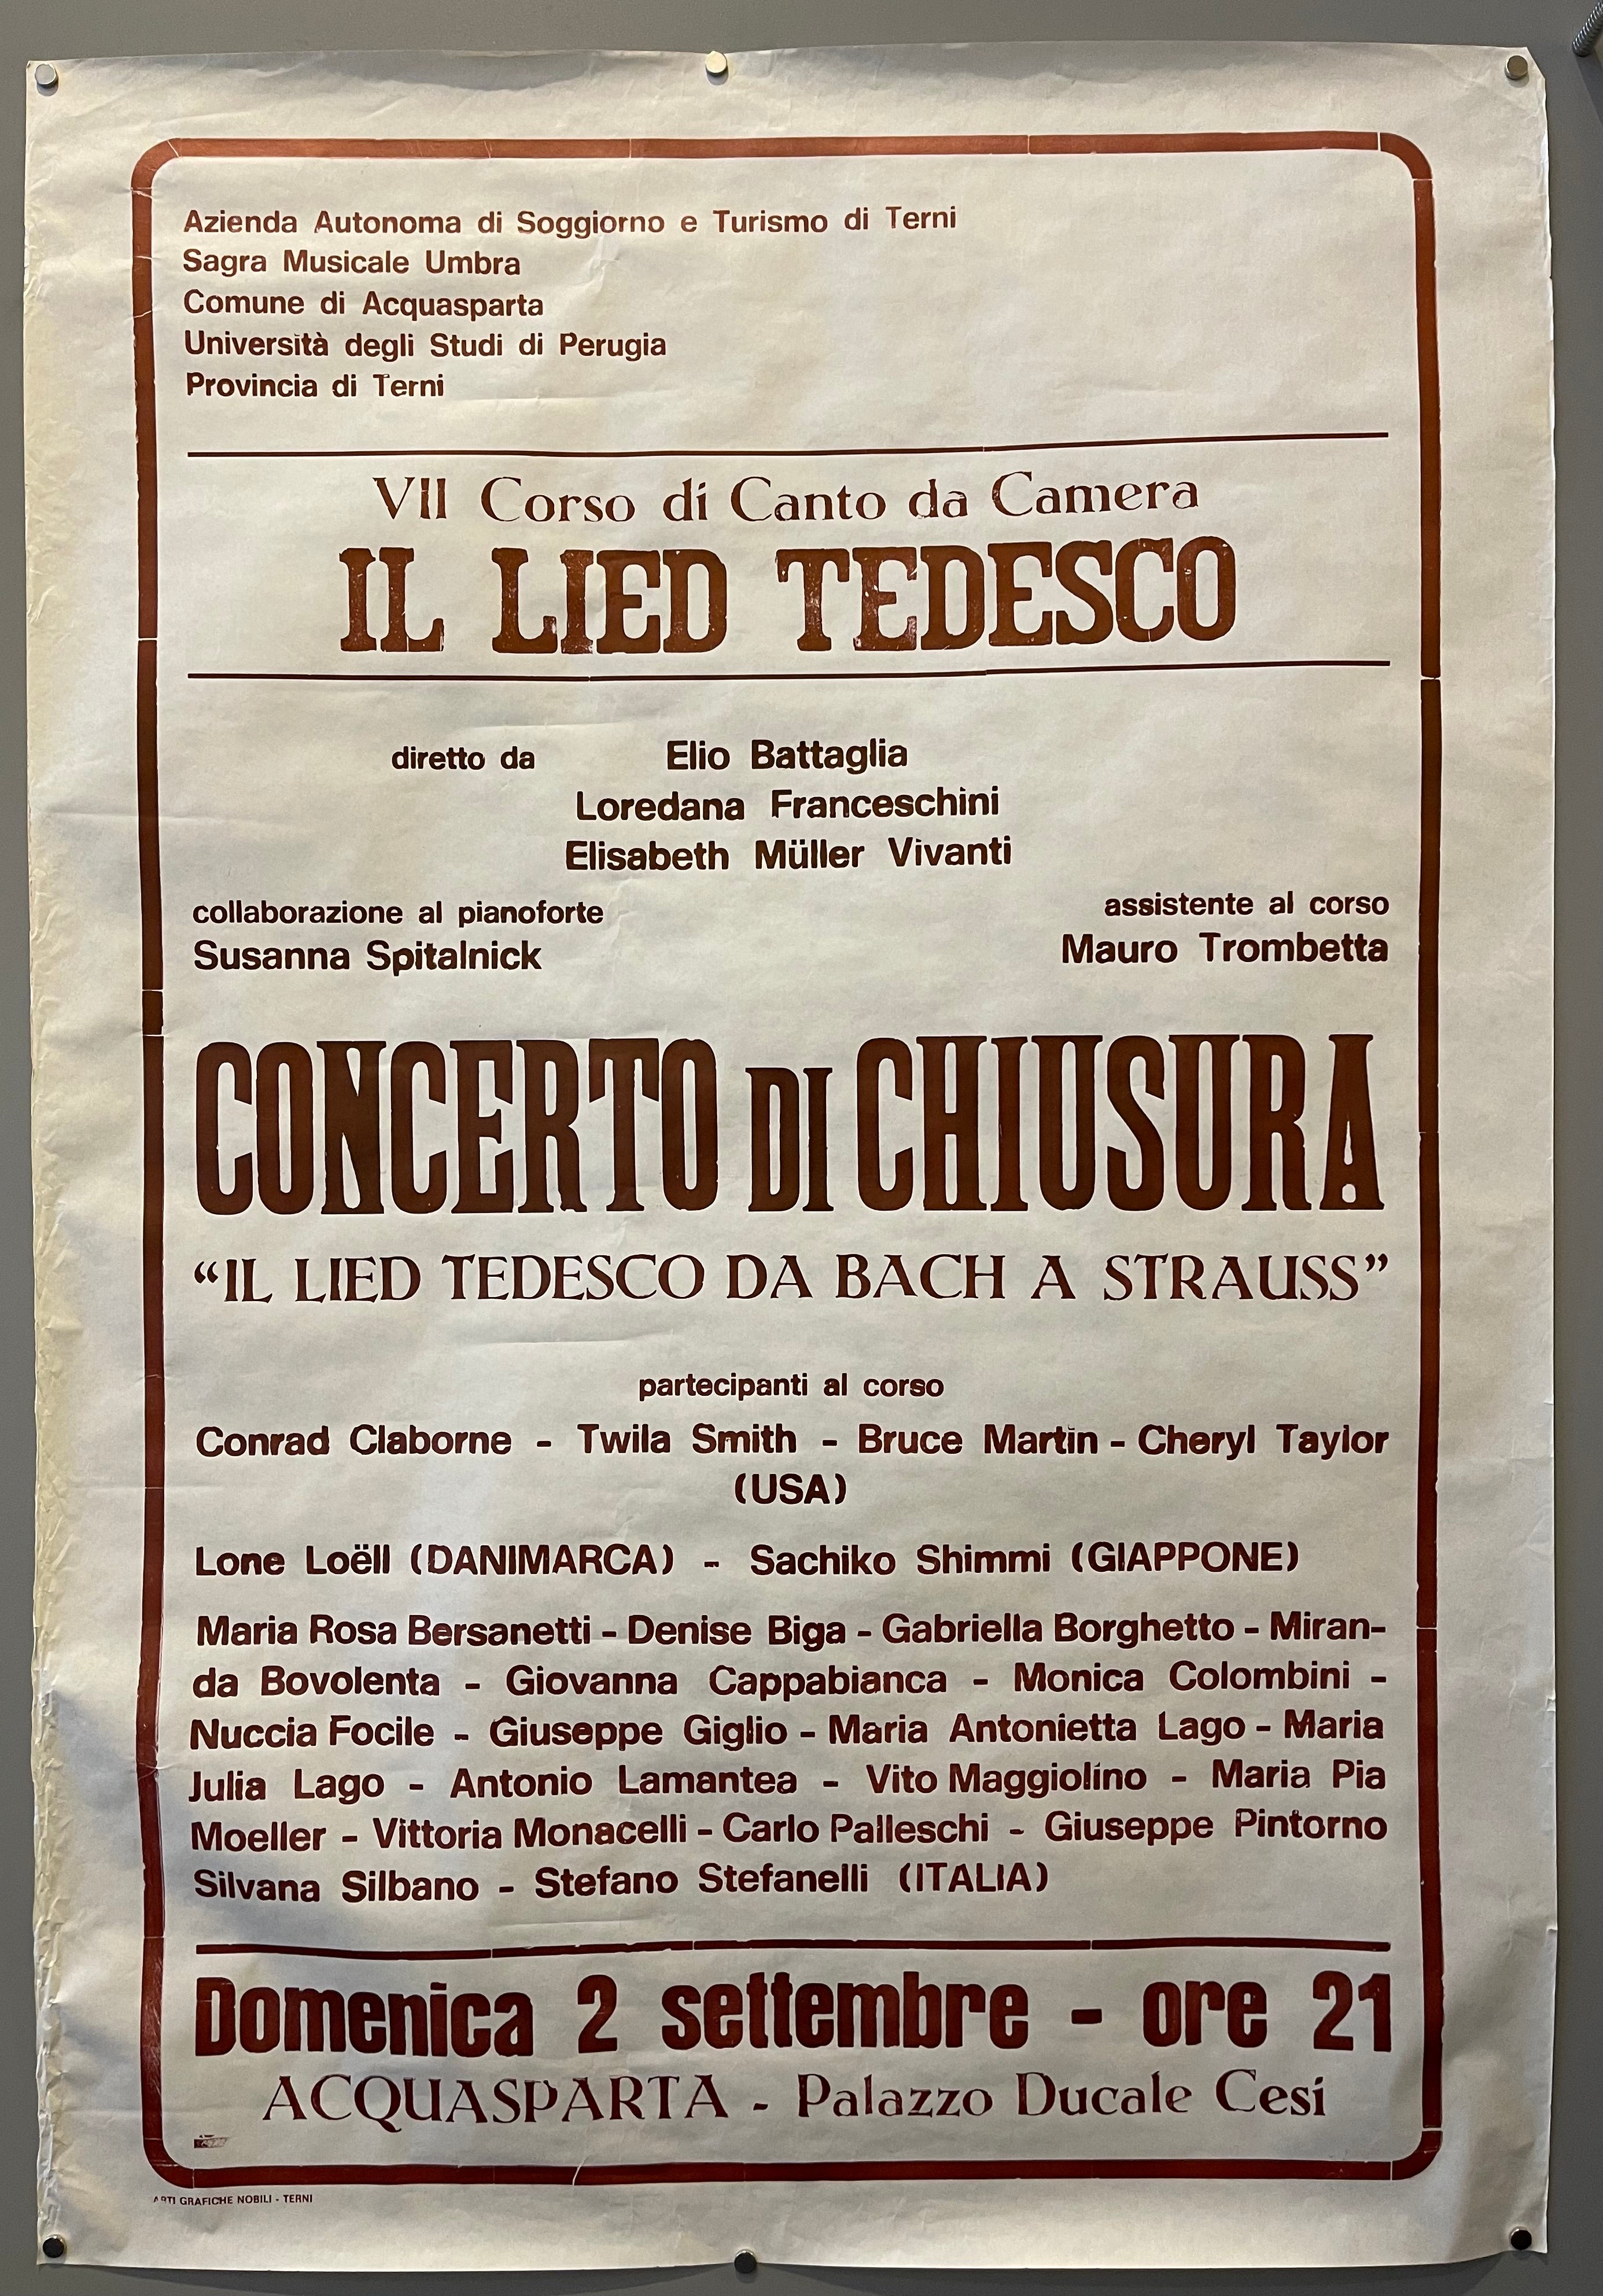 Azienda Autonoma di Soggiorno e Turismo di Terni
Sagra Musicale Umbra
Comune di Acquasparta
Università degli Studi di Perugia
Provincia di Terni
VII Corso di Canto da Camera
IL LIED TEDESCO
diretto da Elio Battaglia
Loredana Franceschini
Elisabeth Müller Vivanti
collaborazione al pianoforte
Susanna Spitalnick
assistente al corso
Mauro Trombetta
CONCERTO DI CHIUSURA
“IL LIED TEDESCO DA BACH A STRAUSS”
partecipanti al corso
Conrad Claborne - Twila Smith - Bruce Martin - Cheryl Taylor
(USA)
Lone Loëll (DANIMARCA) - Sachiko Shimmi (GIAPPONE)
Maria Rosa Bersanetti - Denise Biga - Gabriella Borghetto - Miran-
da Bovolenta - Giovanna Cappabianca - Monica Colombini -
Nuccia Focile - Giuseppe Giglio - Maria Antonietta Lago - Maria
Julia Lago - Antonio Lamantea - Vito Maggiolino - Maria Pia
Moeller - Vittoria Monacelli - Carlo Palleschi - Giuseppe Pintorno
Silvana Silbano - Stefano Stefanelli (ITALIA)
Domenica 2 settembre - ore 21
ACQUASPARTA - Palazzo Ducale Cesi
ARTI GRAFICHE NOBILI - TERNI